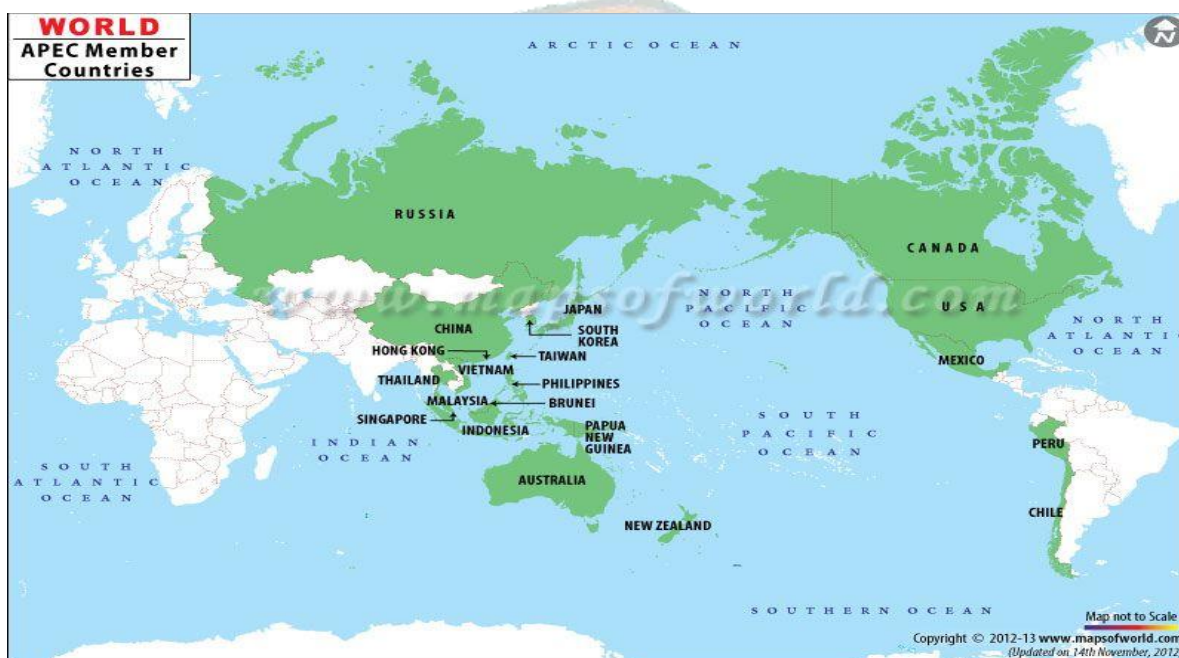 WORLD
APEC Member
Countries
N
ARCTIC OCEAN
NORTH
ATLANTIC
OCEAN
RUSSIA
CANADA
www.mapsofworld.com
NORTH
PACIFIC
OCEAN
USA
NORTH
ATLANTIC
OCEAN
JAPAN
CHINA
SOUTH
KOREA
HONG KONG
TAIWAN
MEXICO
VIETNAM
THAILAND
PHILIPPINES
MALAYSIA
BRUNEI
SINGAPORE
INDONESIA
PAPUA
NEW
GUINEA
SOUTH
PACIFIC
OCEAN
INDIAN
OCEAN
PERU
SOUTH
ATLANTIC
OCEAN
AUSTRALIA
CHILE
NEW ZEALAND
SOUTHERN OCEAN
Map not to Scale
Copyright © 2012-13 www.mapsofworld.com
(Updated on 14th November, 2012)